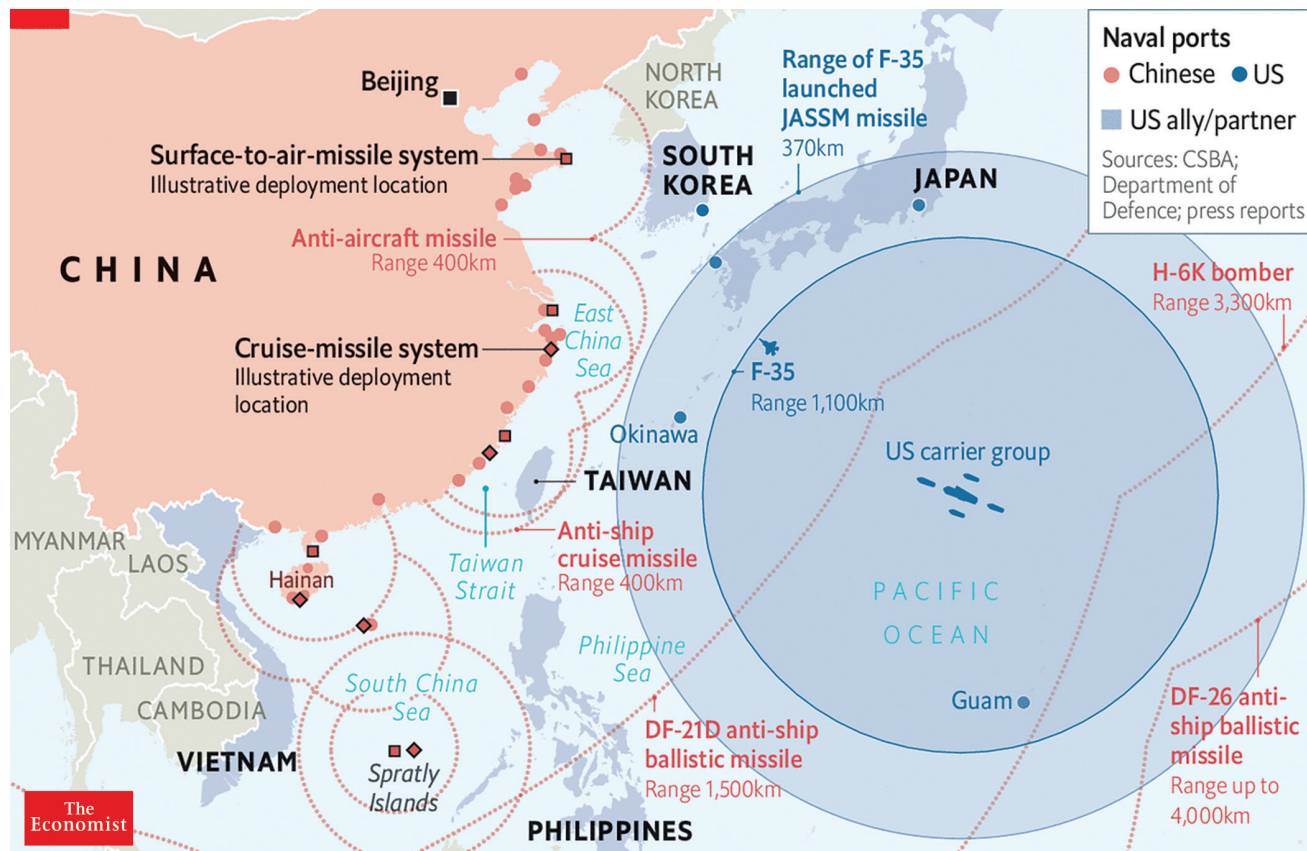 Beijing
NORTH
KOREA
Range of F-35
launched
JASSM missile
370km
Naval ports
Chinese
US
US ally/partner
Sources: CSBA;
Department of
Defence; press reports
Surface-to-air-missile system
Illustrative deployment location
SOUTH
KOREA
JAPAN
Anti-aircraft missile
Range 400km
CHINA
H-6K bomber
Range 3,300km
East
China
Sea
Cruise-missile system
Illustrative deployment
location
F-35
Range 1,100km
Okinawa
US carrier group
TAIWAN
Anti-ship
cruise missile
Range 400km
Taiwan
Strait
MYANMAR
LAOS
Hainan
PACIFIC
OCEAN
Philippine
Sea
THAILAND
CAMBODIA
South China
Sea
Guam
VIETNAM
DF-21D anti-ship
ballistic missile
Range 1,500km
DF-26 anti-
ship ballistic
missile
Range up to
4,000km
Spratly
Islands
PHILIPPINES
The
Economist